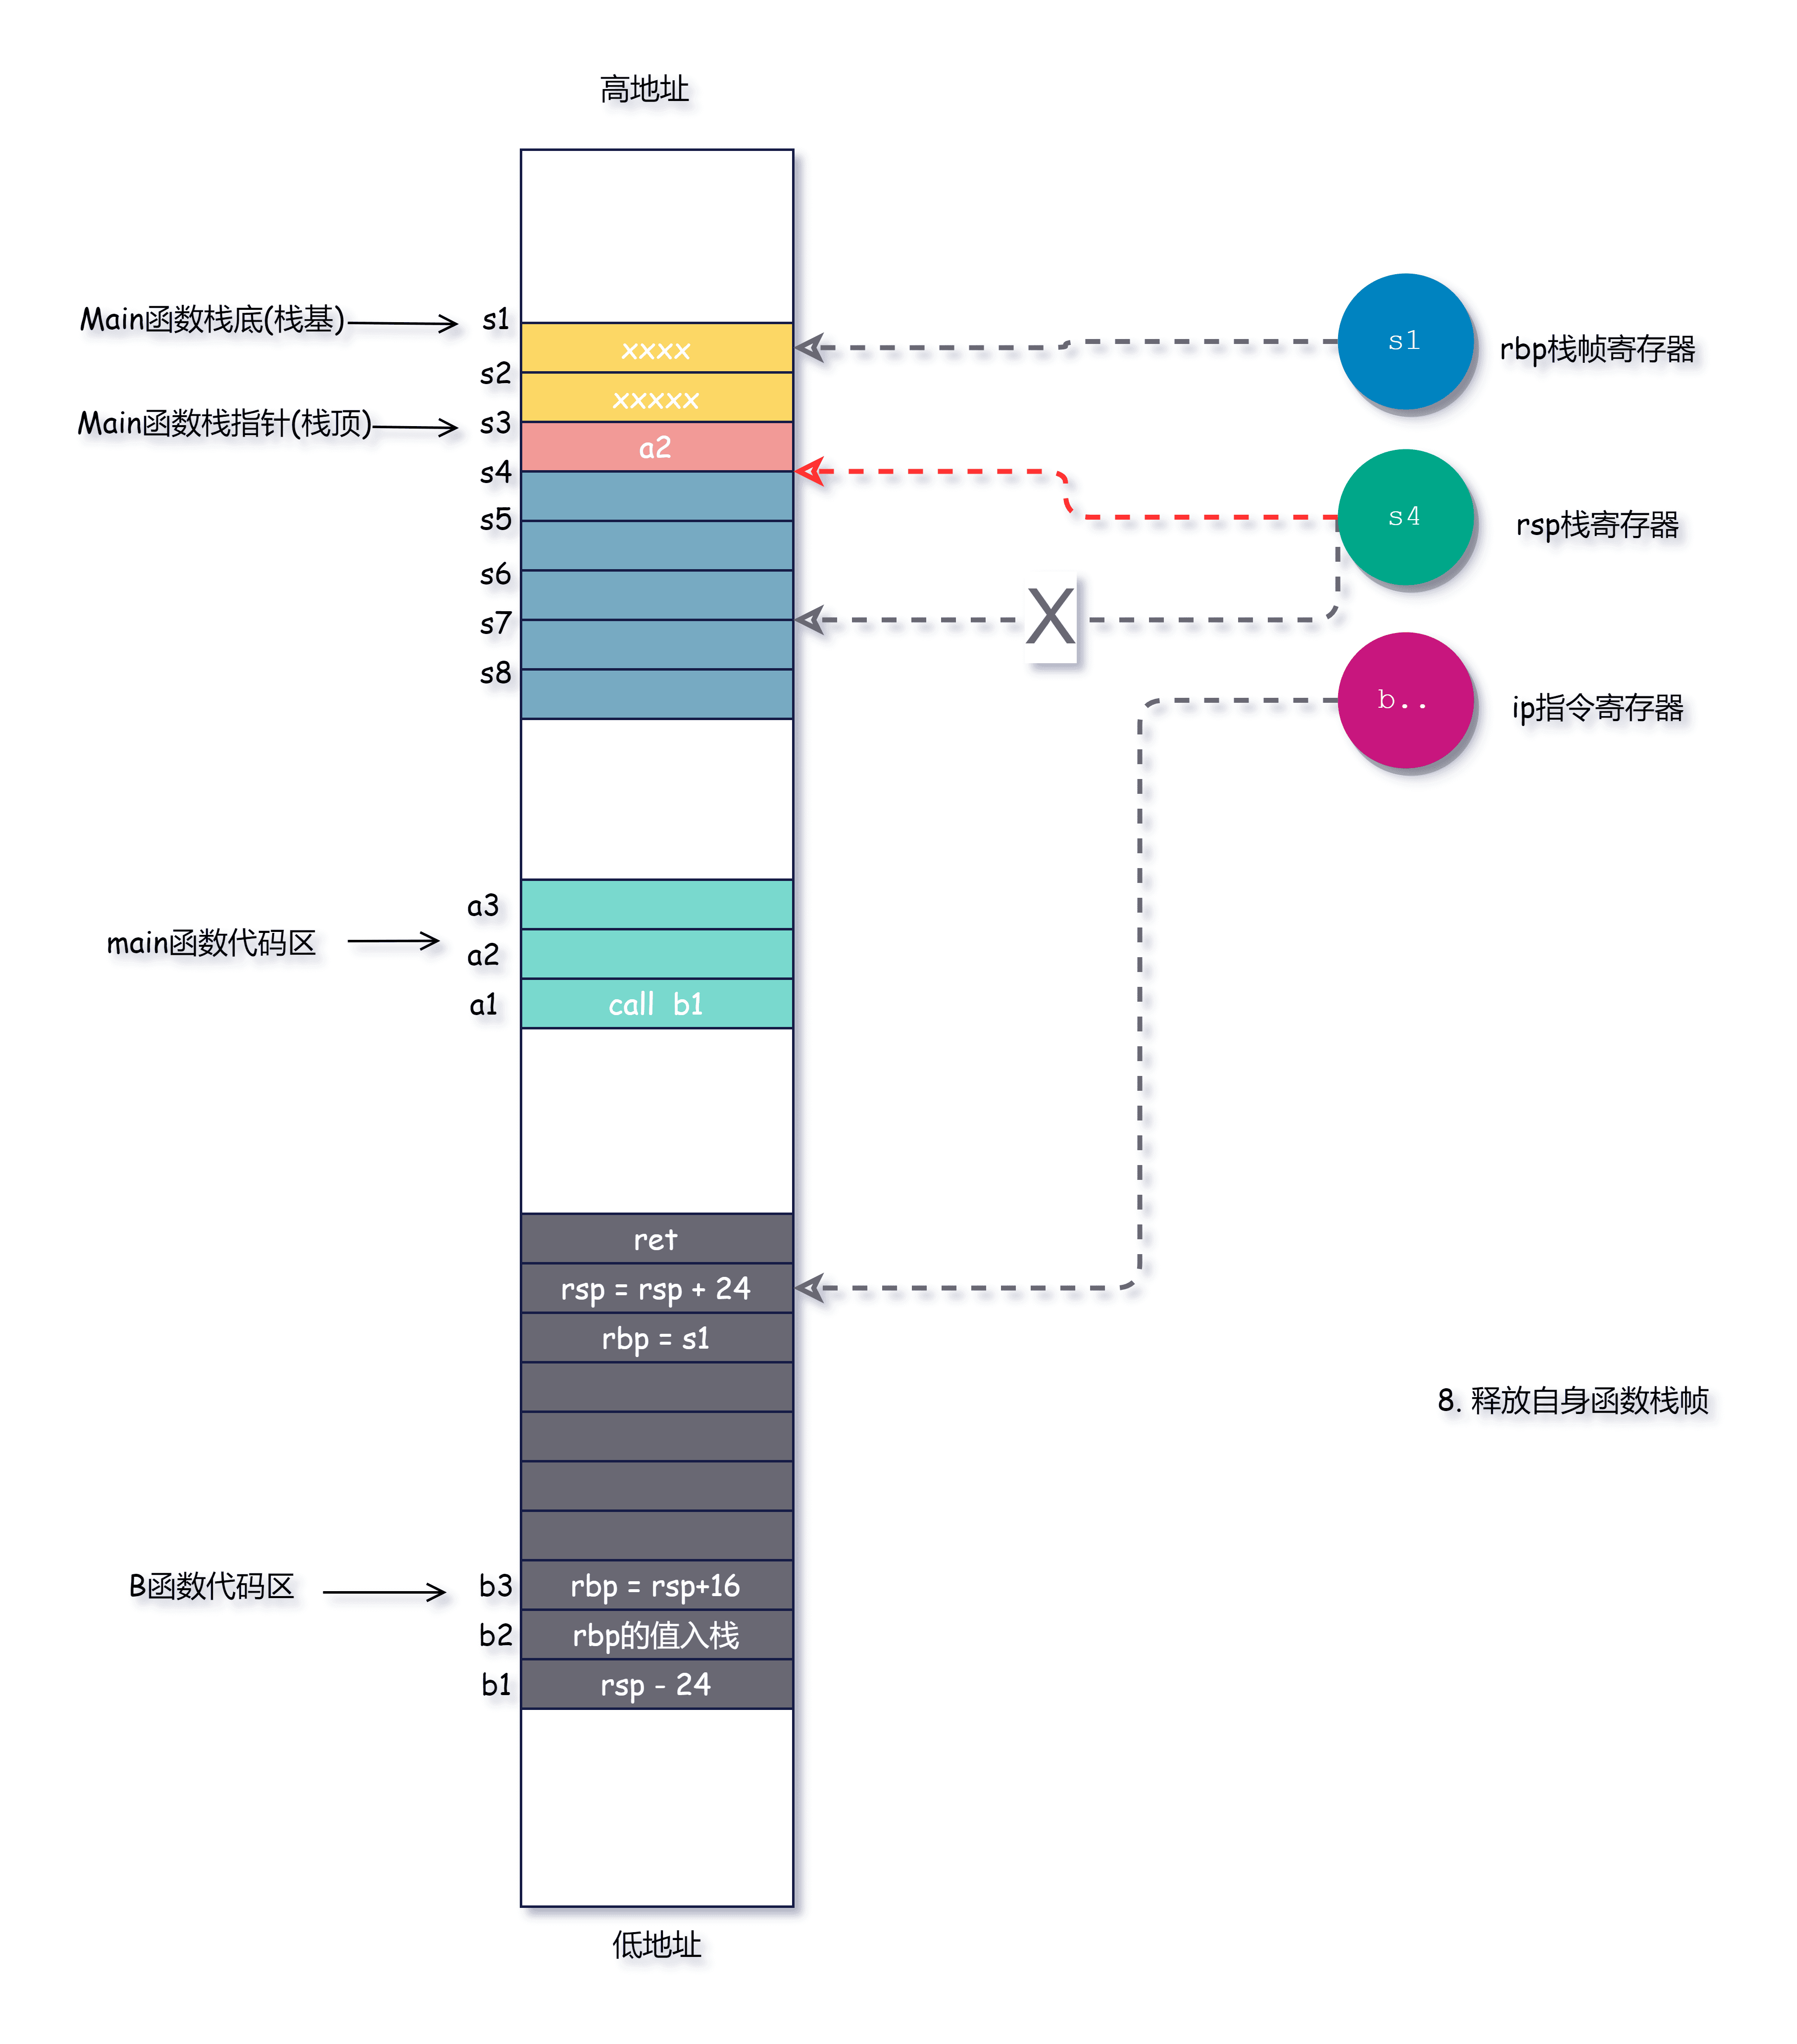 高地址
Main函数栈底(栈基)
s1
xxxx
s1
rbp栈帧寄存器
s2
xxxxx
Main函数栈指针(栈顶)
s3
a2
s4
s4
rsp栈寄存器
s5
s6
X
s7
s8
b..
ip指令寄存器
a3
main函数代码区
a2
a1
call b1
ret
rsp = rsp + 24
rbp = s1
8. 释放自身函数栈帧
B函数代码区
b3
rbp = rsp+16
b2
rbp的值入栈
b1
rsp - 24
低地址